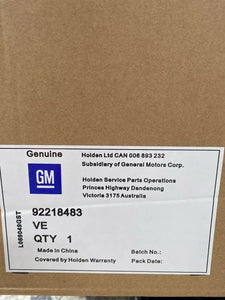 Genuine
Holden Ltd CAN 006 893 232
Subsidiary of General Motors Corp.
GM
Holden Service Parts Operations
Princes Highway Dandenong
Victoria 3175 Australia
L068049GST
92218483
VE
QTY 1
Made in China
Batch No.:
Covered by Holden Warranty
Pack Date: